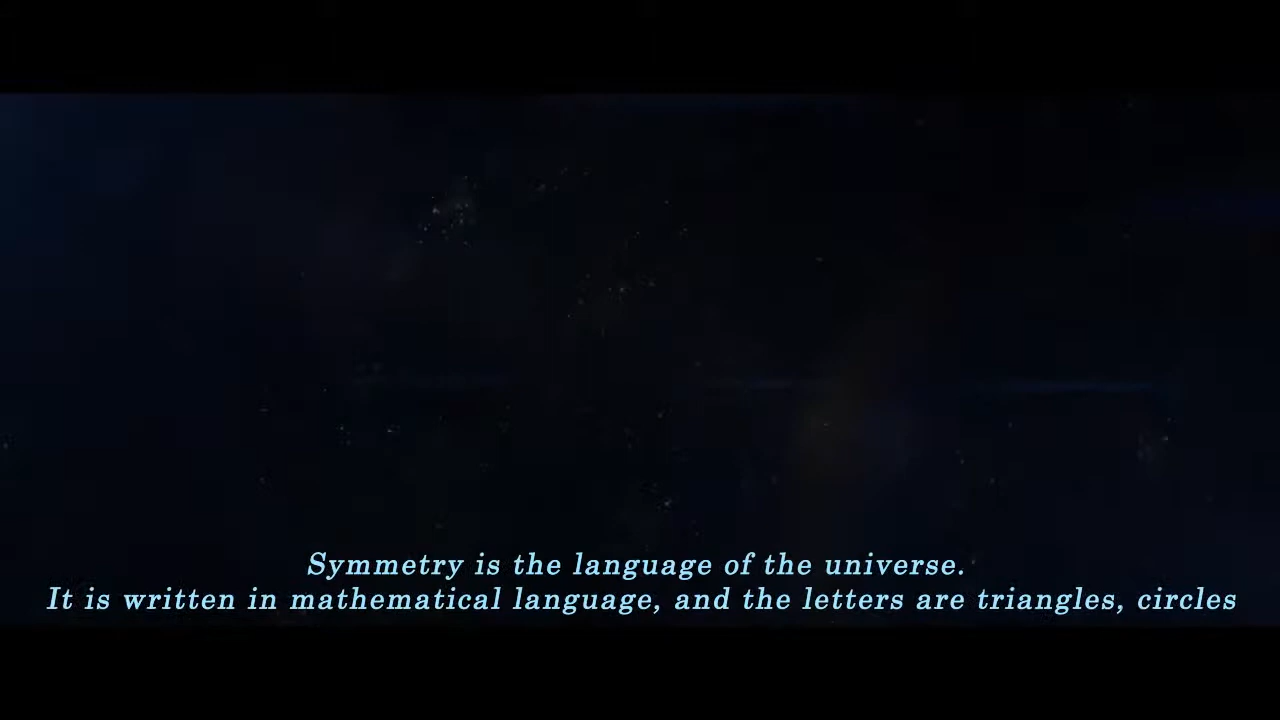 Symmetry is the language of the universe.
It is written in mathematical language, and the letters are triangles, circles